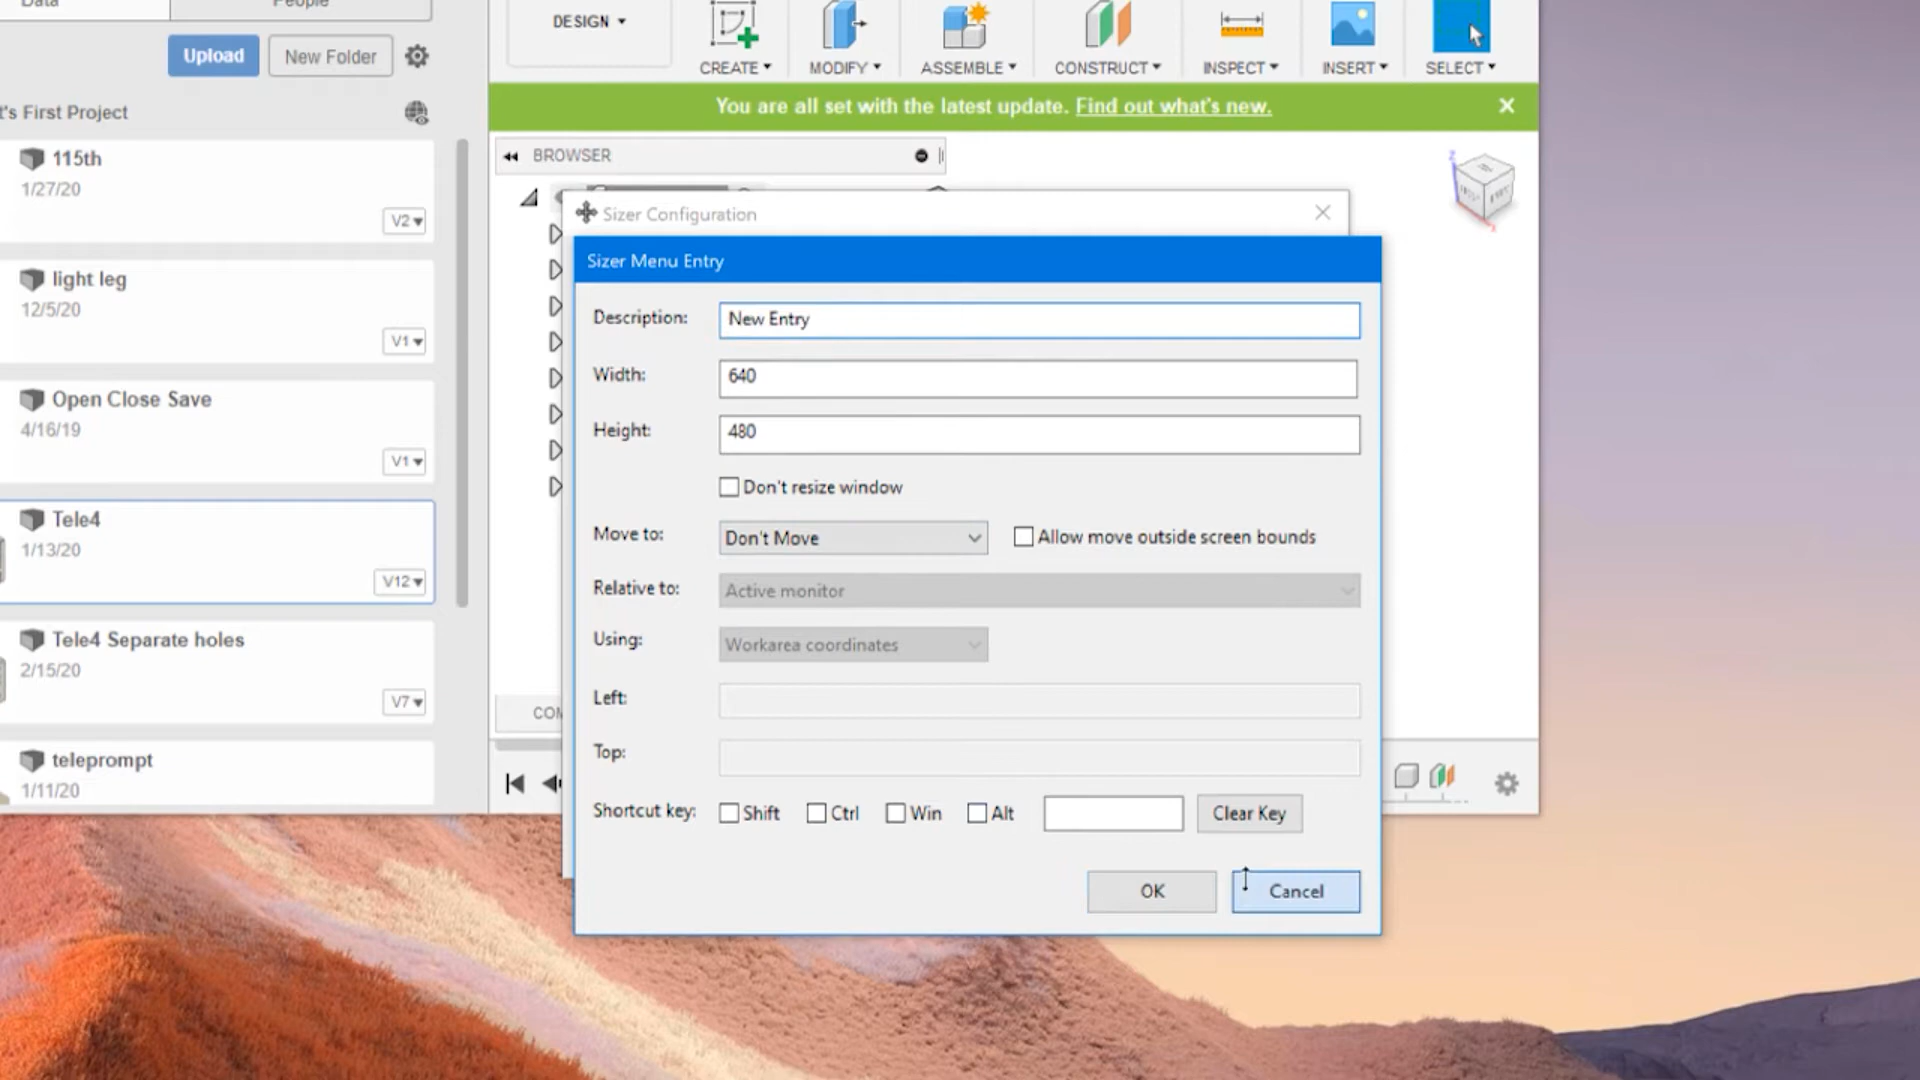 Data
People
Upload
New Folder
t's First Project
115th
1/27/20
V2
light leg
12/5/20
V1
Open Close Save
4/16/19
V1
Tele4
1/13/20
V12
Tele4 Separate holes
2/15/20
V7
teleprompt
1/11/20
DESIGN
CREATE
MODIFY
ASSEMBLE
CONSTRUCT
INSPECT
INSERT
SELECT
You are all set with the latest update. Find out what's new.
BROWSER
COM
Sizer Configuration
Sizer Menu Entry
Description: New Entry
Width: 640
Height: 480
Don't resize window
Move to: Don't Move Allow move outside screen bounds
Relative to: Active monitor
Using: Workarea coordinates
Left:
Top:
Shortcut key: Shift Ctrl Win Alt Clear Key
OK Cancel